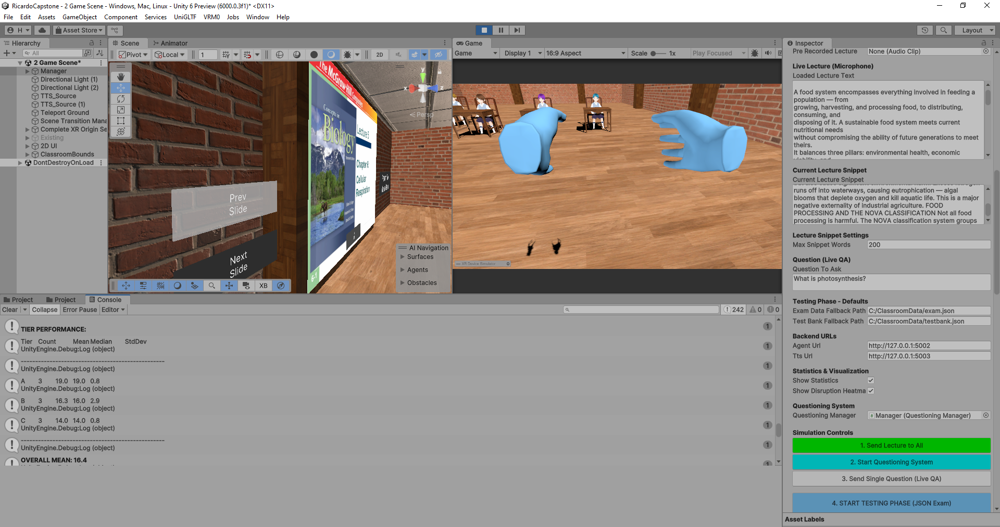 RicardoCapstone - 2 Game Scene - Windows, Mac, Linux - Unity 6 Preview (6000.0.3f1)* <DX11>
File Edit Assets GameObject Component Services UniGLTF VRM0 Jobs Window Help
H Asset Store Layout
Hierarchy
All
2 Game Scene*
Manager
Directional Light (1)
Directional Light (2)
TTS_Source
TTS_Source (1)
Teleport Ground
Scene Transition Mana
Complete XR Origin Se
Existing
2D UI
ClassroomBounds
DontDestroyOnLoad
Scene Animator
Pivot Local 1 2D
The McGraw-Hill Companies
Concepts in
Biology
Lecture 5
Chapter 6:
Cellular
Respiration
6-1
Prev
Slide
Next
Slide
y
x z
Persp
AI Navigation
Surfaces
Agents
Obstacles
XB
Game
Game Display 1 16:9 Aspect Scale 1x Play Focused
XR Device Simulator
Inspector
Pre Recorded Lecture None (Audio Clip)
Live Lecture (Microphone)
Loaded Lecture Text
A food system encompasses everything involved in feeding a
population — from
growing, harvesting, and processing food, to distributing,
consuming, and
disposing of it. A sustainable food system meets current
nutritional needs
without compromising the ability of future generations to meet
theirs.
It balances three pillars: environmental health, economic
viability, and
Current Lecture Snippet
Current Lecture Snippet
runs off into waterways, causing eutrophication — algal
blooms that deplete oxygen and kill aquatic life. This is a major
negative externality of industrial agriculture. FOOD
PROCESSING AND THE NOVA CLASSIFICATION Not all food
processing is harmful. The NOVA classification system groups
Lecture Snippet Settings
Max Snippet Words 200
Question (Live QA)
Question To Ask
What is photosynthesis?
Testing Phase - Defaults
Exam Data Fallback Path C:/ClassroomData/exam.json
Test Bank Fallback Path C:/ClassroomData/testbank.json
Backend URLs
Agent Url http://127.0.0.1:5002
Tts Url http://127.0.0.1:5003
Statistics & Visualization
Show Statistics
Show Disruption Heatma
Questioning System
Questioning Manager # Manager (Questioning Manager)
Simulation Controls
1. Send Lecture to All
2. Start Questioning System
3. Send Single Question (Live QA)
4. START TESTING PHASE (JSON Exam)
Asset Labels
Project Project Console
Clear Collapse Error Pause Editor 242 0 0
TIER PERFORMANCE: 1
Tier Count Mean Median StdDev
UnityEngine.Debug:Log (object) 1
--------------------------------------------------
UnityEngine.Debug:Log (object) 1
A 3 19.0 19.0 0.8
UnityEngine.Debug:Log (object) 1
B 3 16.3 16.0 2.9
UnityEngine.Debug:Log (object) 1
C 3 14.0 14.0 0.8
UnityEngine.Debug:Log (object) 1
--------------------------------------------------
UnityEngine.Debug:Log (object) 1
OVERALL MEAN: 16.4 1